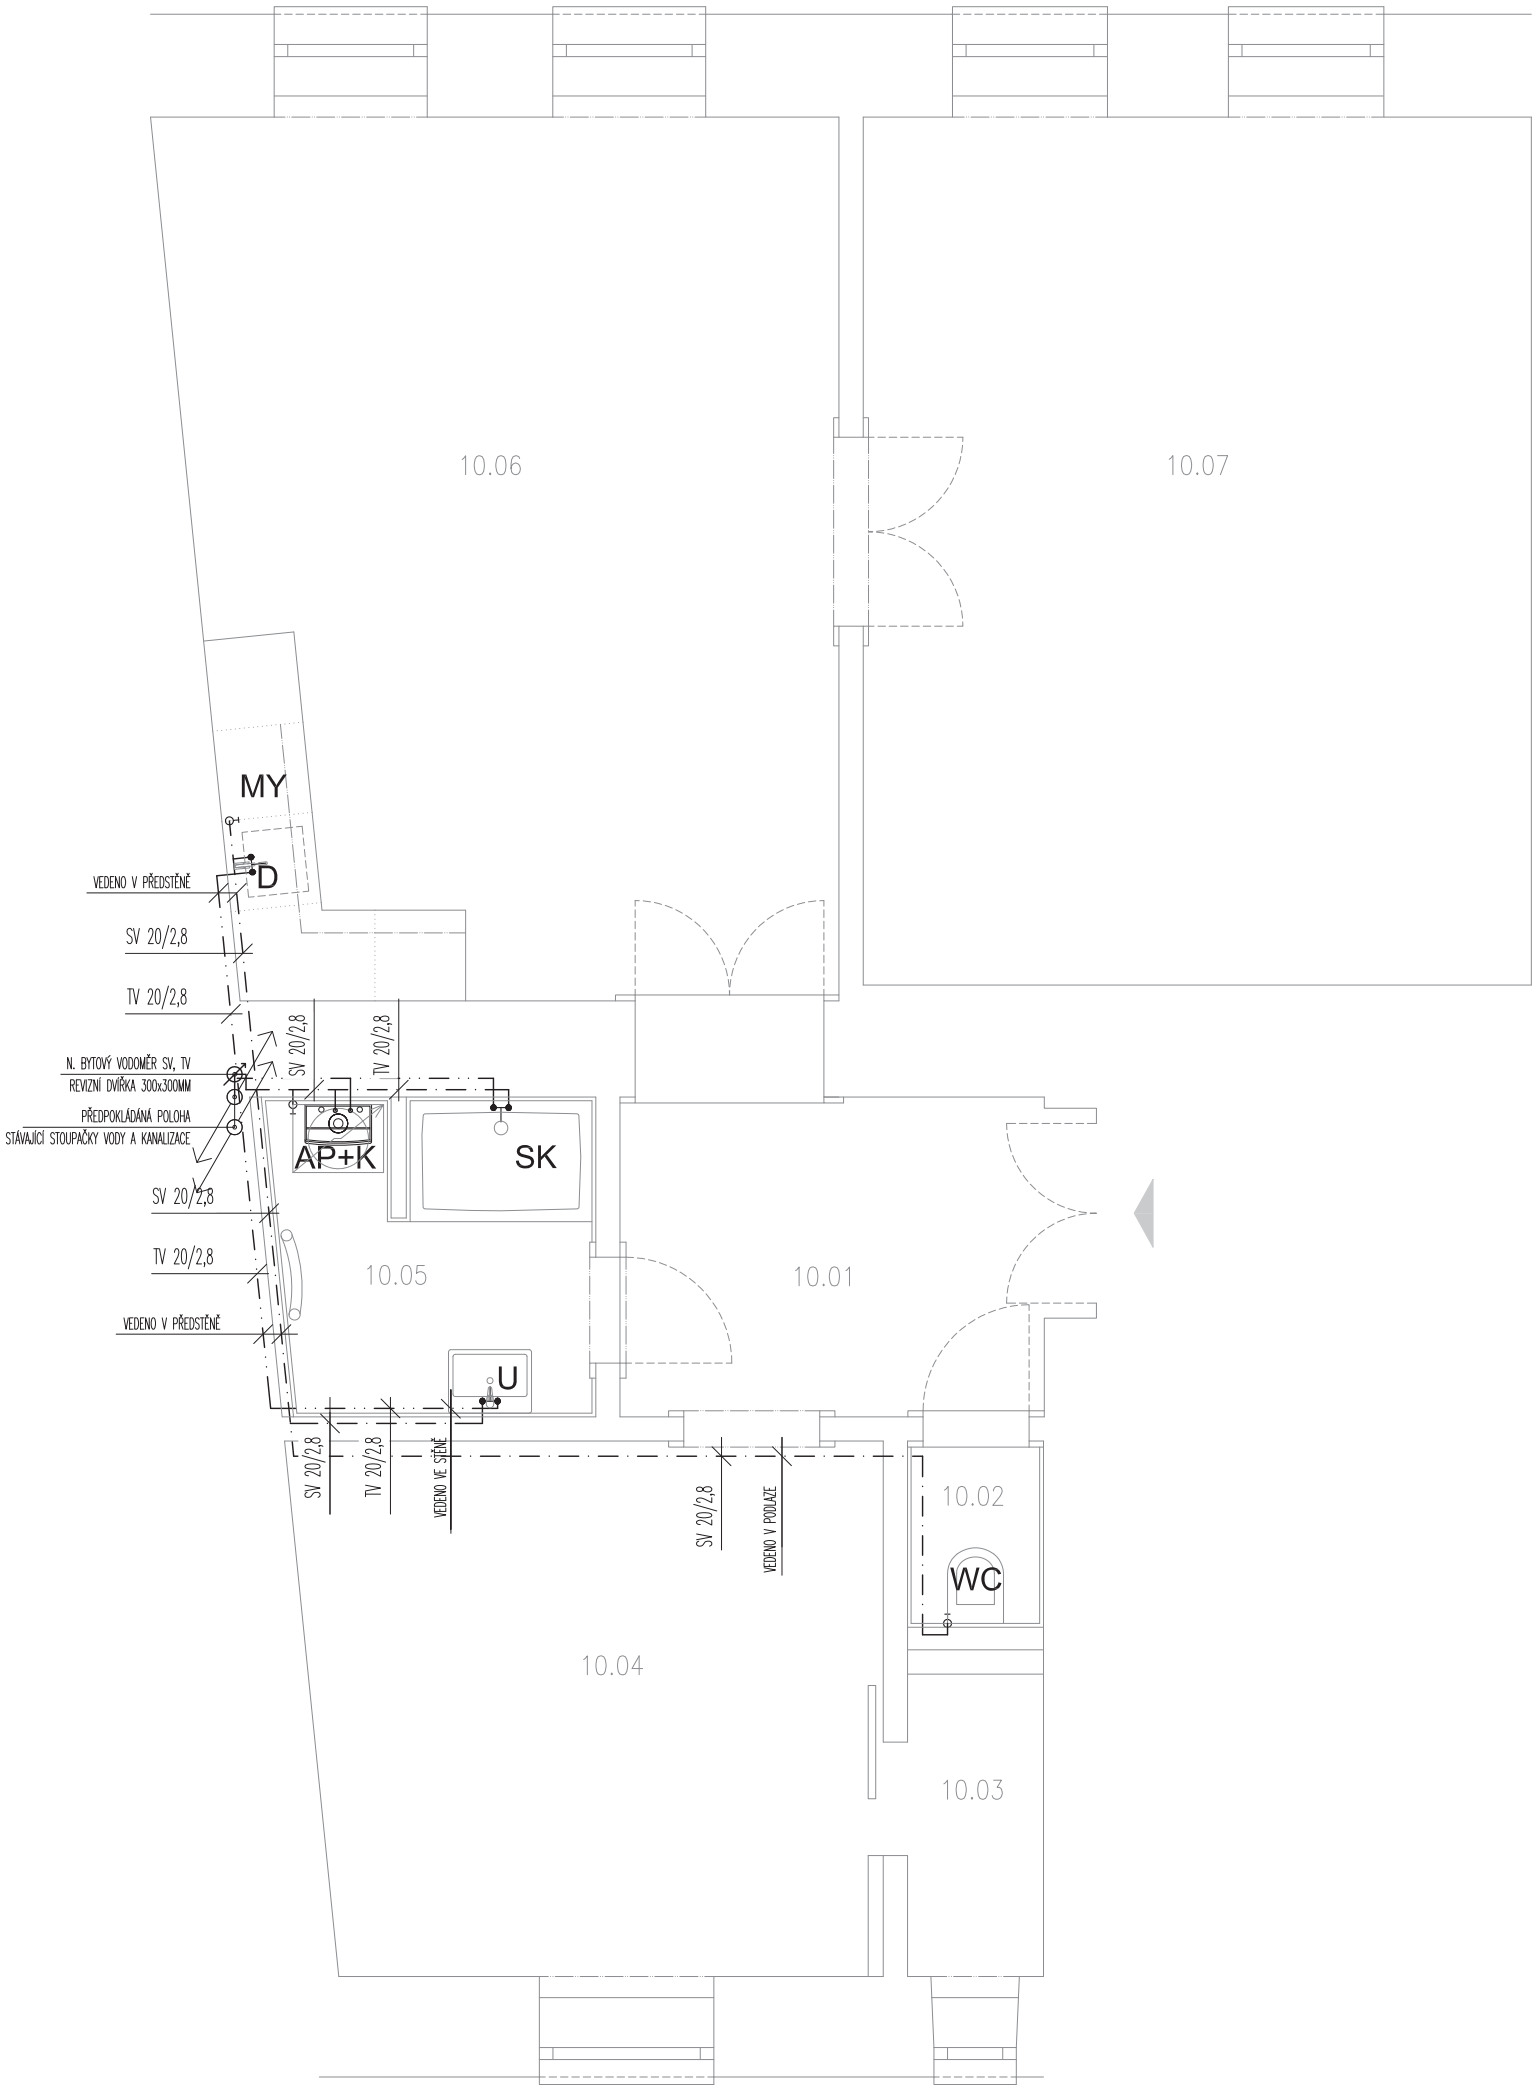 10.06
10.07
MY
D
VEDENO V PŘEDSTĚNĚ
SV 20/2,8
TV 20/2,8
SV 20/2,8
TV 20/2,8
N. BYTOVÝ VODOMĚR SV, TV
REVIZNÍ DVÍŘKA 300x300MM
PŘEDPOKLÁDÁNÁ POLOHA
STÁVAJÍCÍ STOUPAČKY VODY A KANALIZACE
AP+K
SK
SV 20/2,8
TV 20/2,8
VEDENO V PŘEDSTĚNĚ
10.05
10.01
U
SV 20/2,8
TV 20/2,8
VEDENO VE STĚNĚ
SV 20/2,8
VEDENO V PODLAZE
10.02
WC
10.04
10.03